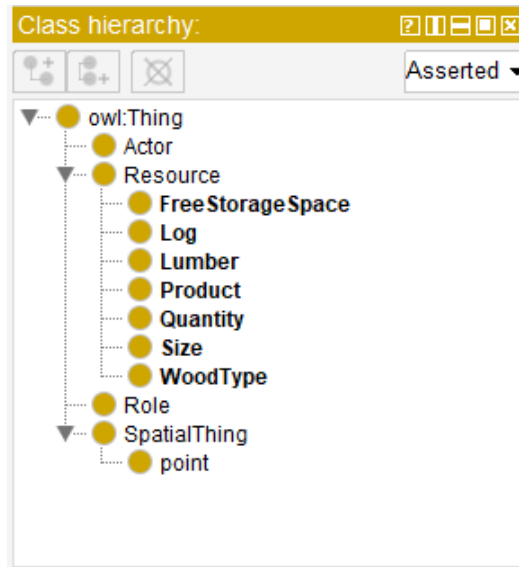 Class hierarchy:
Asserted
owl:Thing
Actor
Resource
FreeStorageSpace
Log
Lumber
Product
Quantity
Size
WoodType
Role
SpatialThing
point